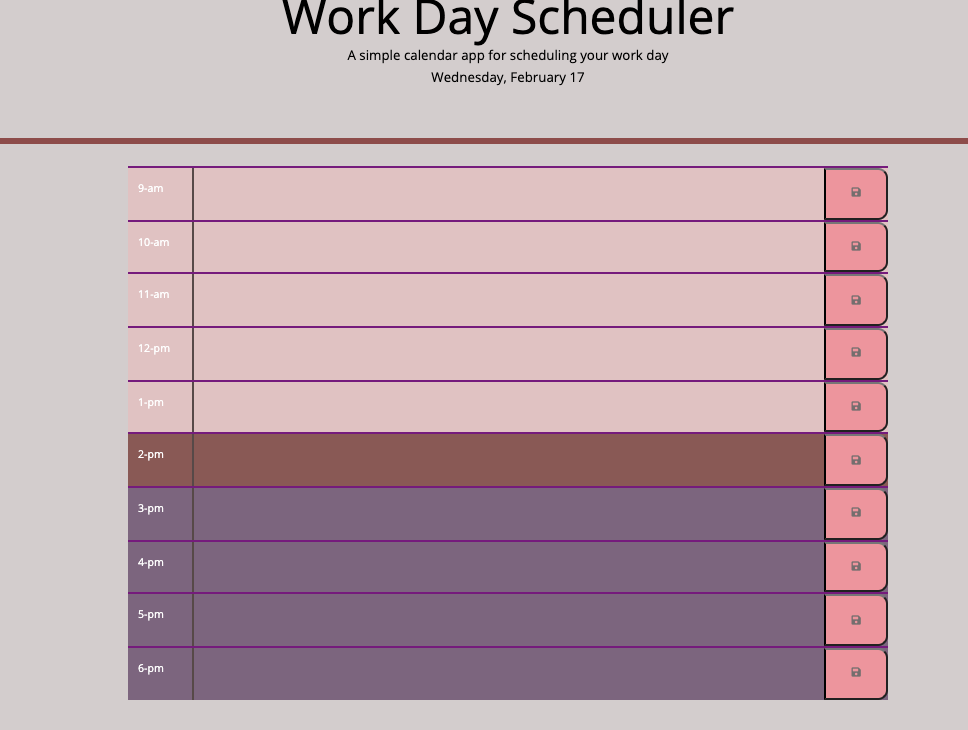 Work Day Scheduler
A simple calendar app for scheduling your work day
Wednesday, February 17
9-am
10-am
11-am
12-pm
1-pm
2-pm
3-pm
4-pm
5-pm
6-pm